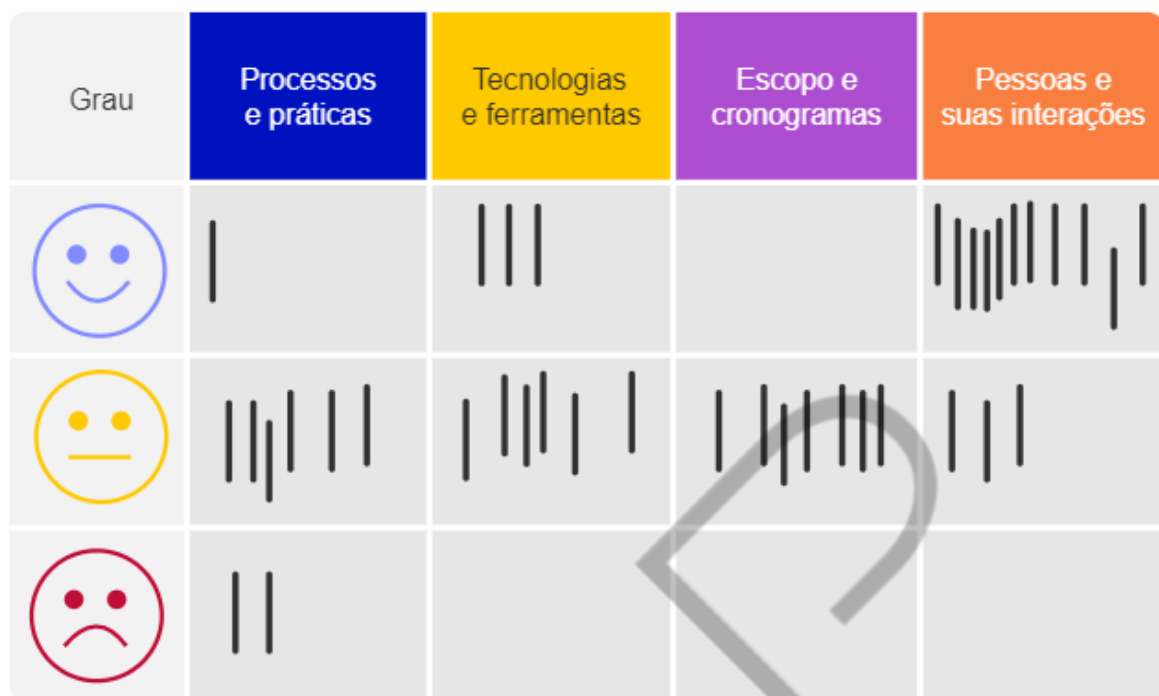 Grau
Processos
e práticas
Tecnologias
e ferramentas
Escopo e
cronogramas
Pessoas e
suas interações